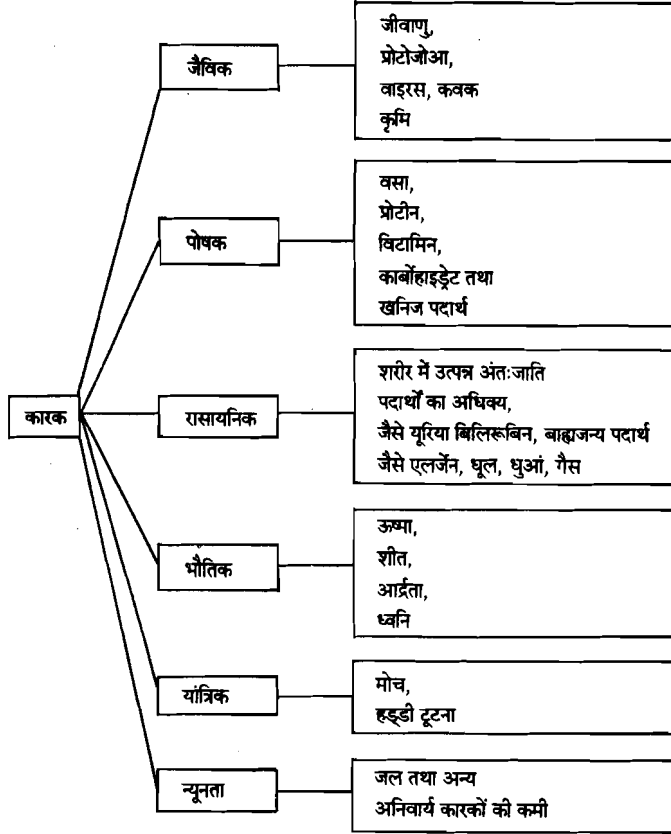 जैविक
जीवाणु,
प्रोटोजोआ,
वाइरस, कवक
कृमि
पोषक
वसा,
प्रोटीन,
विटामिन,
कार्बोहाइड्रेट तथा
खनिज पदार्थ
कारक
रासायनिक
शरीर में उत्पन्न अंतःजाति
पदार्थों का अधिक्य,
जैसे यूरिया बिलिरूबिन, बाह्यजन्य पदार्थ
जैसे एलर्जेन, धूल, धुआं, गैस
भौतिक
ऊष्मा,
शीत,
आर्द्रता,
ध्वनि
यांत्रिक
मोच,
हड्डी टूटना
न्यूनता
जल तथा अन्य
अनिवार्य कारकों की कमी